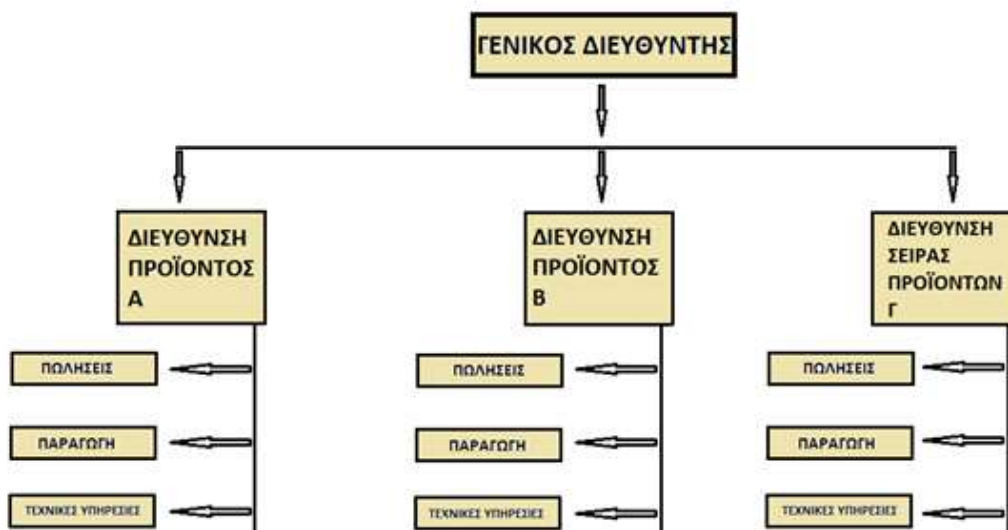 ΓΕΝΙΚΟΣ ΔΙΕΥΘΥΝΤΗΣ
ΔΙΕΥΘΥΝΣΗ
ΠΡΟΪΟΝΤΟΣ
Α
ΔΙΕΥΘΥΝΣΗ
ΠΡΟΪΟΝΤΟΣ
Β
ΔΙΕΥΘΥΝΣΗ
ΣΕΙΡΑΣ
ΠΡΟΪΟΝΤΩΝ
Γ
ΠΩΛΗΣΕΙΣ
ΠΩΛΗΣΕΙΣ
ΠΩΛΗΣΕΙΣ
ΠΑΡΑΓΩΓΗ
ΠΑΡΑΓΩΓΗ
ΠΑΡΑΓΩΓΗ
ΤΕΧΝΙΚΕΣ ΥΠΗΡΕΣΙΕΣ
ΤΕΧΝΙΚΕΣ ΥΠΗΡΕΣΙΕΣ
ΤΕΧΝΙΚΕΣ ΥΠΗΡΕΣΙΕΣ